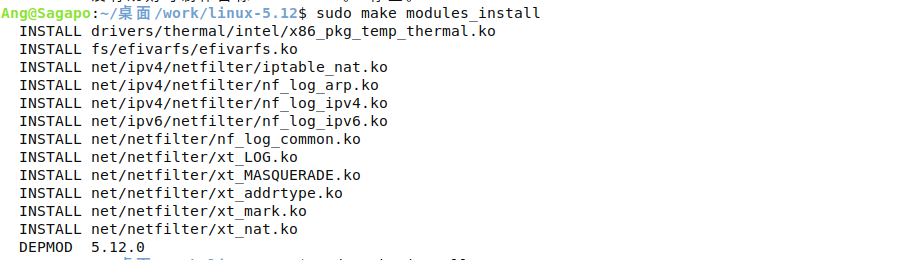 Ang@Sagapo:~/桌面/work/linux-5.12$ sudo make modules_install
INSTALL drivers/thermal/intel/x86_pkg_temp_thermal.ko
INSTALL fs/efivarfs/efivarfs.ko
INSTALL net/ipv4/netfilter/iptable_nat.ko
INSTALL net/ipv4/netfilter/nf_log_arp.ko
INSTALL net/ipv4/netfilter/nf_log_ipv4.ko
INSTALL net/ipv6/netfilter/nf_log_ipv6.ko
INSTALL net/netfilter/nf_log_common.ko
INSTALL net/netfilter/xt_LOG.ko
INSTALL net/netfilter/xt_MASQUERADE.ko
INSTALL net/netfilter/xt_addrtype.ko
INSTALL net/netfilter/xt_mark.ko
INSTALL net/netfilter/xt_nat.ko
DEPMOD 5.12.0